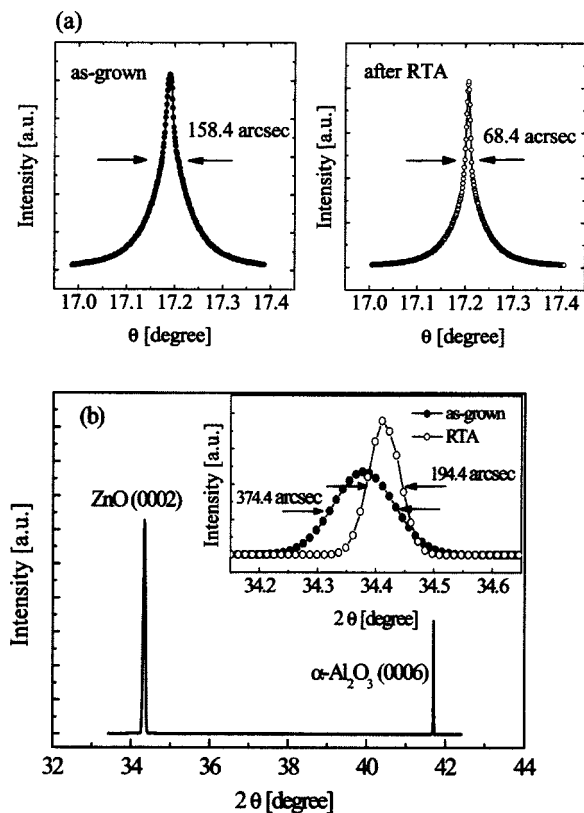 (a)
as-grown
158.4 arcsec
Intensity [a.u.]
17.0 17.1 17.2 17.3 17.4
θ [degree]
after RTA
68.4 acrsec
Intensity [a.u.]
17.0 17.1 17.2 17.3 17.4
θ [degree]
(b)
ZnO (0002)
as-grown
RTA
374.4 arcsec
194.4 arcsec
Intensity [a.u.]
34.2 34.3 34.4 34.5 34.6
2 θ [degree]
α-Al₂O₃ (0006)
Intensity [a.u.]
32 34 36 38 40 42 44
2 θ [degree]